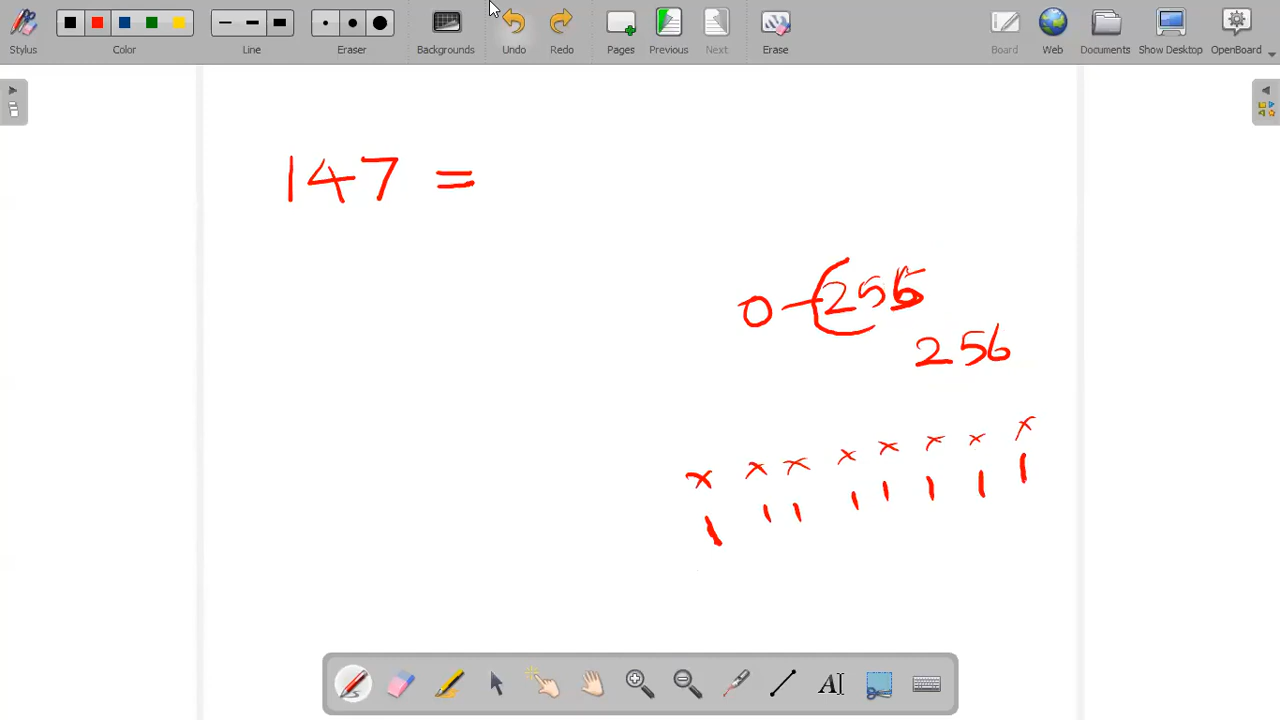 Stylus Color Line Eraser Backgrounds Undo Redo Pages Previous Next Erase Board Web Documents Show Desktop OpenBoard
147 =
0-255
256
x x x x x x x x
1 1 1 1 1 1 1 1